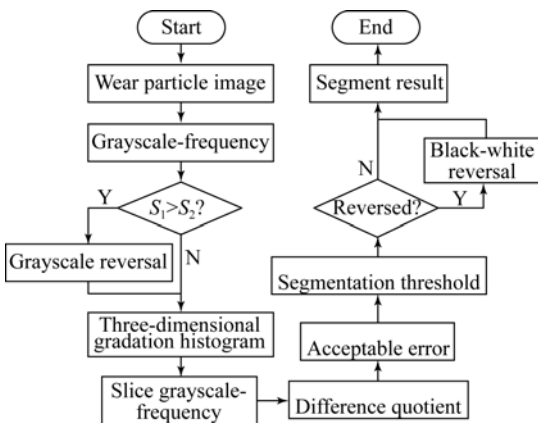 Start
Wear particle image
Grayscale-frequency
S₁>S₂?
Y
N
Grayscale reversal
Three-dimensional
gradation histogram
Slice grayscale-
frequency
Difference quotient
Acceptable error
Segmentation threshold
Reversed?
N
Y
Black-white
reversal
Segment result
End